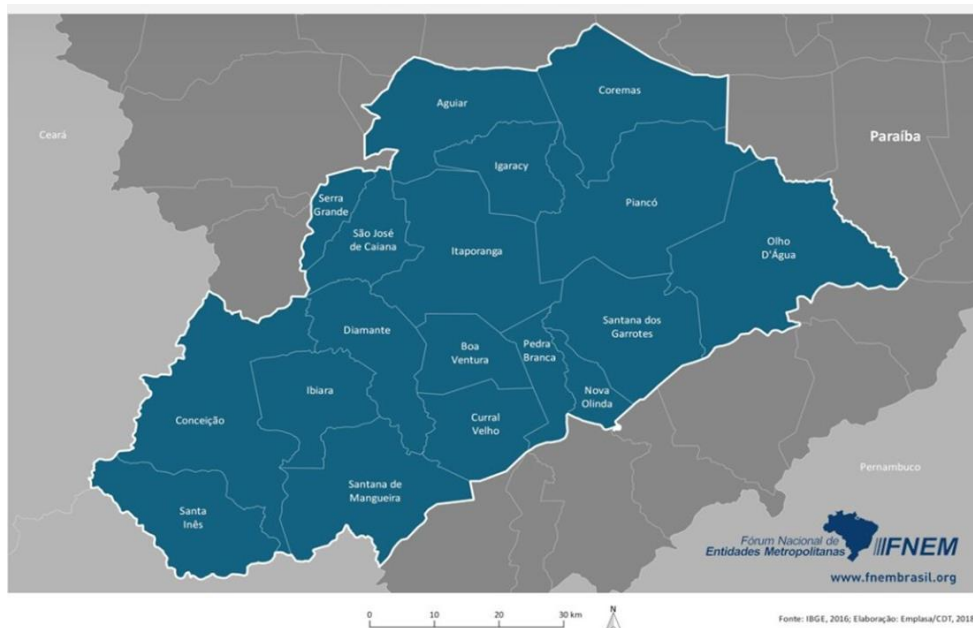 Ceará
Aguiar
Coremas
Paraíba
Igaracy
Serra
Grande
São José
de Caiana
Piancó
Itaporanga
Olho
D'Água
Diamante
Boa
Ventura
Pedra
Branca
Santana dos
Garrotes
Ibiara
Conceição
Curral
Velho
Nova
Olinda
Santana de
Mangueira
Santa
Inês
Pernambuco
Fórum Nacional de
Entidades Metropolitanas
FNEM
www.fnembrasil.org
0 10 20 30 km
N
Fonte: IBGE, 2016; Elaboração: Emplasa/CDT, 2018